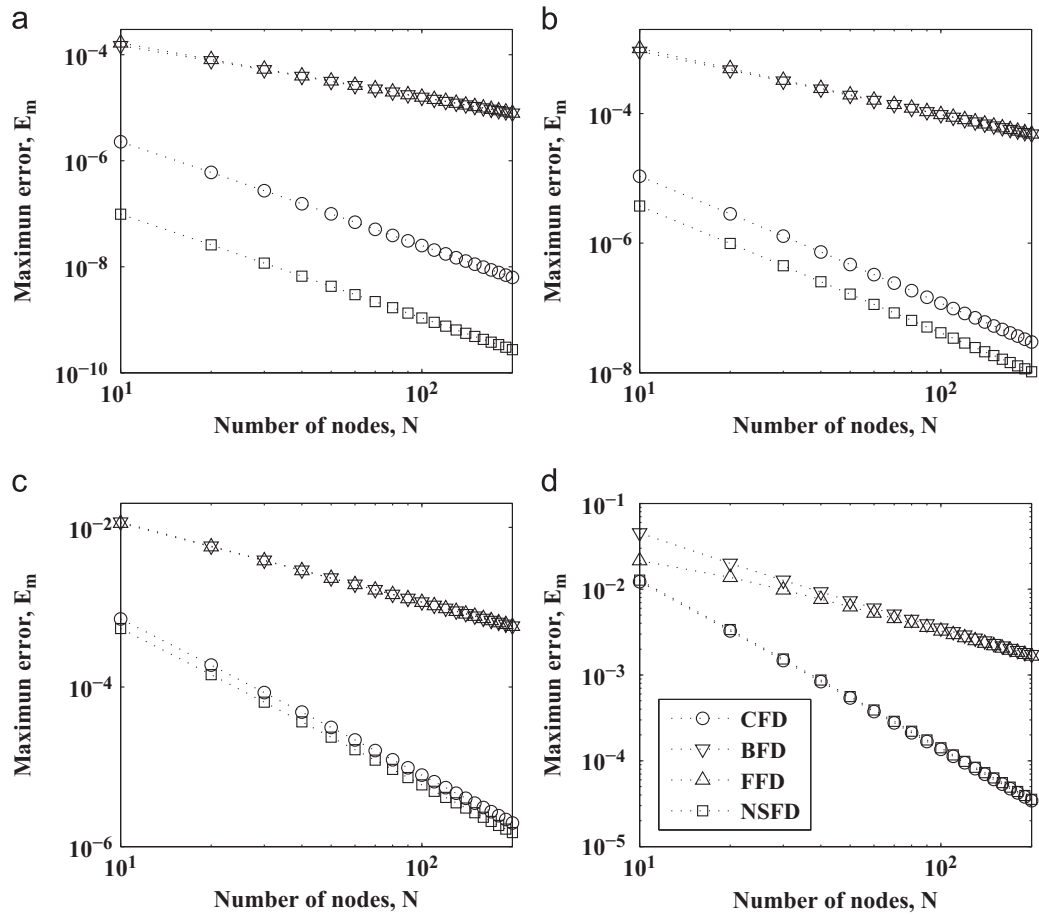 a
10^-4
10^-6
10^-8
10^-10
Maximun error, E_m
10^1
10^2
Number of nodes, N
b
10^-4
10^-6
10^-8
Maximun error, E_m
10^1
10^2
Number of nodes, N
c
10^-2
10^-4
10^-6
Maximun error, E_m
10^1
10^2
Number of nodes, N
d
10^-1
10^-2
10^-3
10^-4
10^-5
Maximun error, E_m
CFD
BFD
FFD
NSFD
10^1
10^2
Number of nodes, N